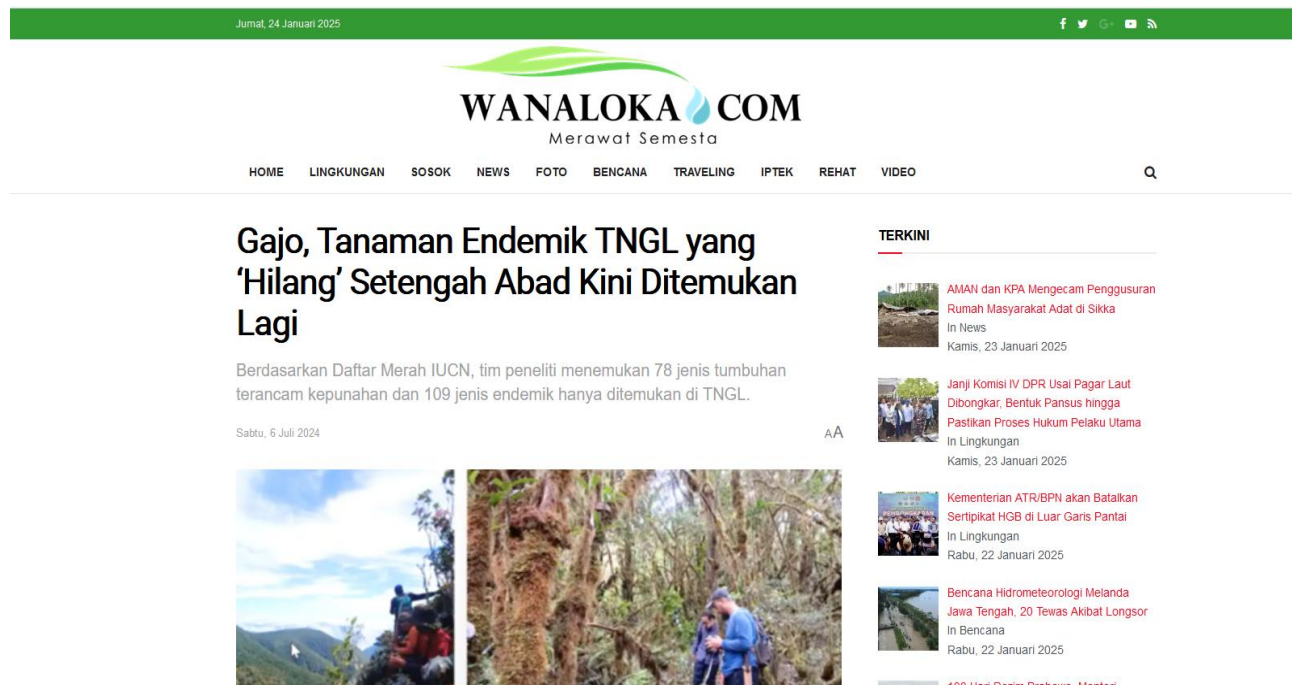 Jumat, 24 Januari 2025
WANALOKA COM
Merawat Semesta
HOME LINGKUNGAN SOSOK NEWS FOTO BENCANA TRAVELING IPTEK REHAT VIDEO
Gajo, Tanaman Endemik TNGL yang
‘Hilang’ Setengah Abad Kini Ditemukan
Lagi
Berdasarkan Daftar Merah IUCN, tim peneliti menemukan 78 jenis tumbuhan
terancam kepunahan dan 109 jenis endemik hanya ditemukan di TNGL.
Sabtu, 6 Juli 2024
AA
TERKINI
AMAN dan KPA Mengecam Penggusuran
Rumah Masyarakat Adat di Sikka
In News
Kamis, 23 Januari 2025
Janji Komisi IV DPR Usai Pagar Laut
Dibongkar, Bentuk Pansus hingga
Pastikan Proses Hukum Pelaku Utama
In Lingkungan
Kamis, 23 Januari 2025
Kementerian ATR/BPN akan Batalkan
Sertipikat HGB di Luar Garis Pantai
In Lingkungan
Rabu, 22 Januari 2025
Bencana Hidrometeorologi Melanda
Jawa Tengah, 20 Tewas Akibat Longsor
In Bencana
Rabu, 22 Januari 2025